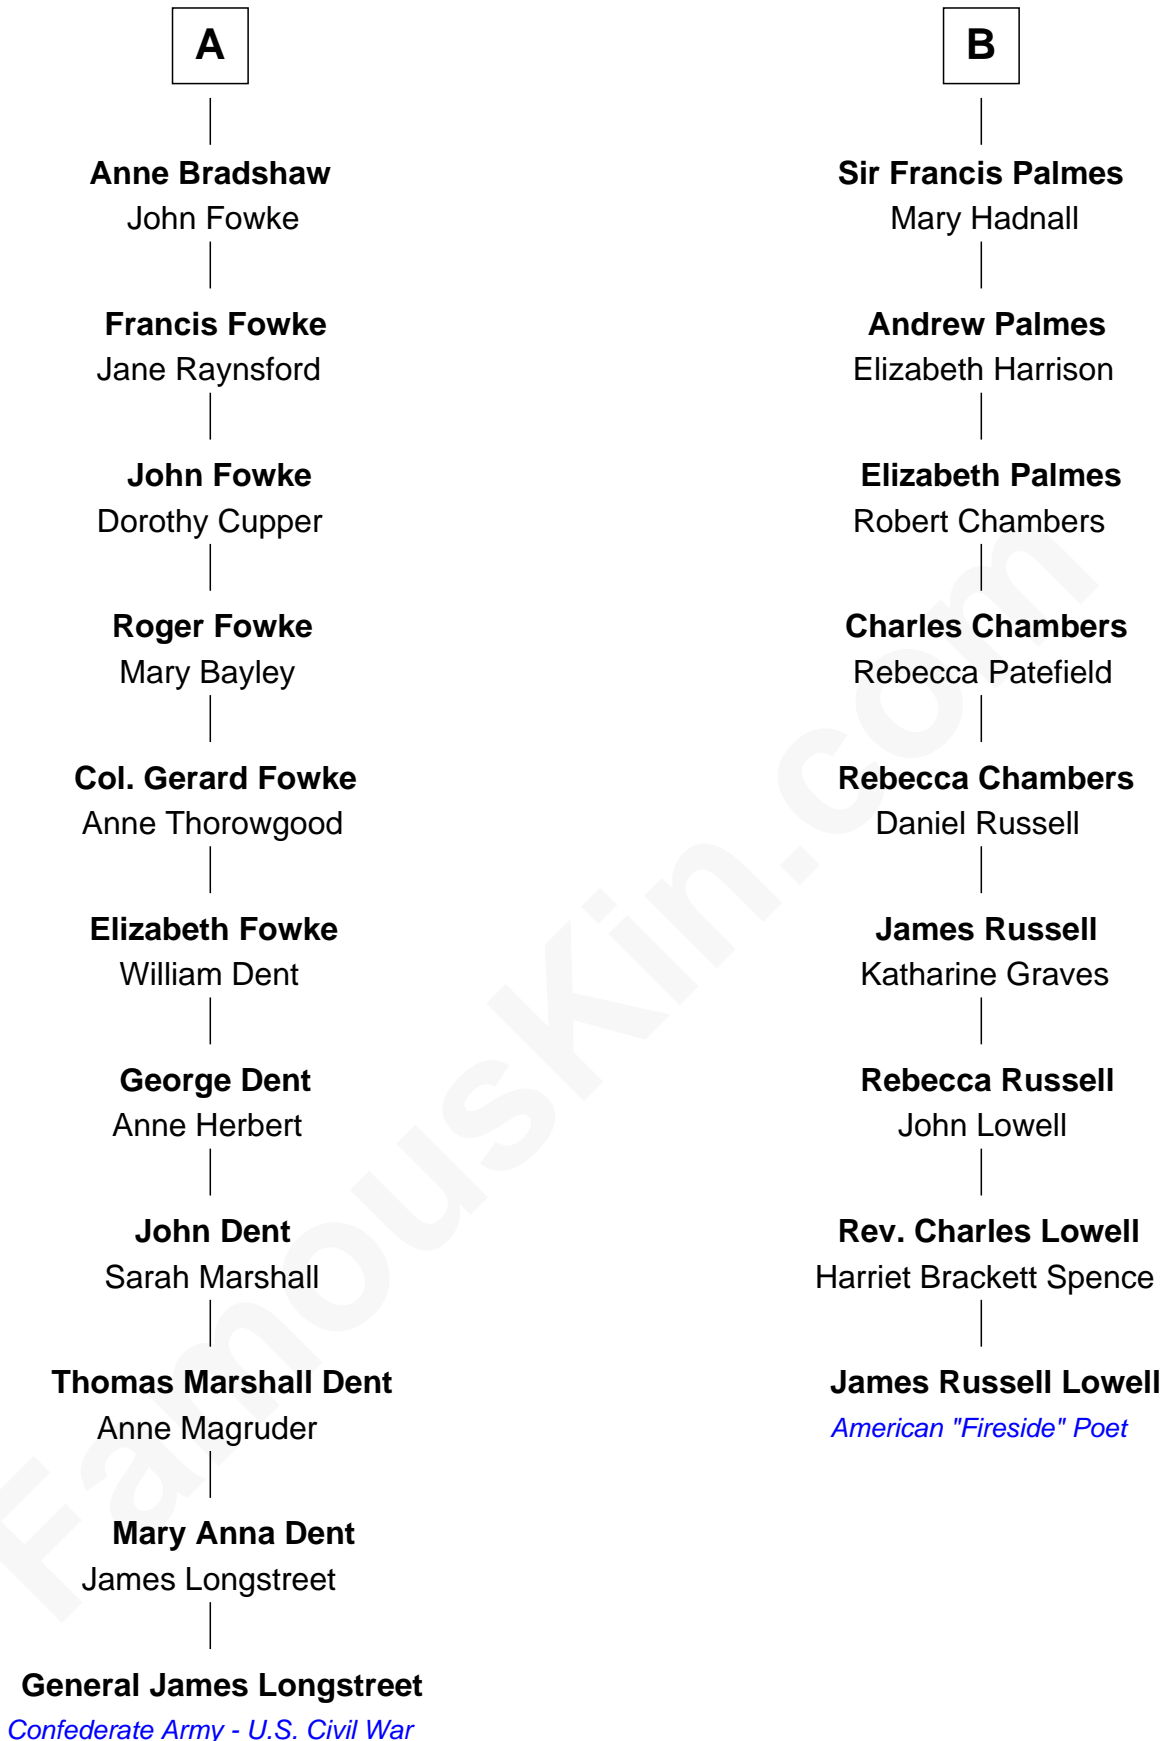 A
Anne Bradshaw
John Fowke
Francis Fowke
Jane Raynsford
John Fowke
Dorothy Cupper
Roger Fowke
Mary Bayley
Col. Gerard Fowke
Anne Thorowgood
Elizabeth Fowke
William Dent
George Dent
Anne Herbert
John Dent
Sarah Marshall
Thomas Marshall Dent
Anne Magruder
Mary Anna Dent
James Longstreet
General James Longstreet
Confederate Army - U.S. Civil War
B
Sir Francis Palmes
Mary Hadnall
Andrew Palmes
Elizabeth Harrison
Elizabeth Palmes
Robert Chambers
Charles Chambers
Rebecca Patefield
Rebecca Chambers
Daniel Russell
James Russell
Katharine Graves
Rebecca Russell
John Lowell
Rev. Charles Lowell
Harriet Brackett Spence
James Russell Lowell
American "Fireside" Poet
FamousKin.com